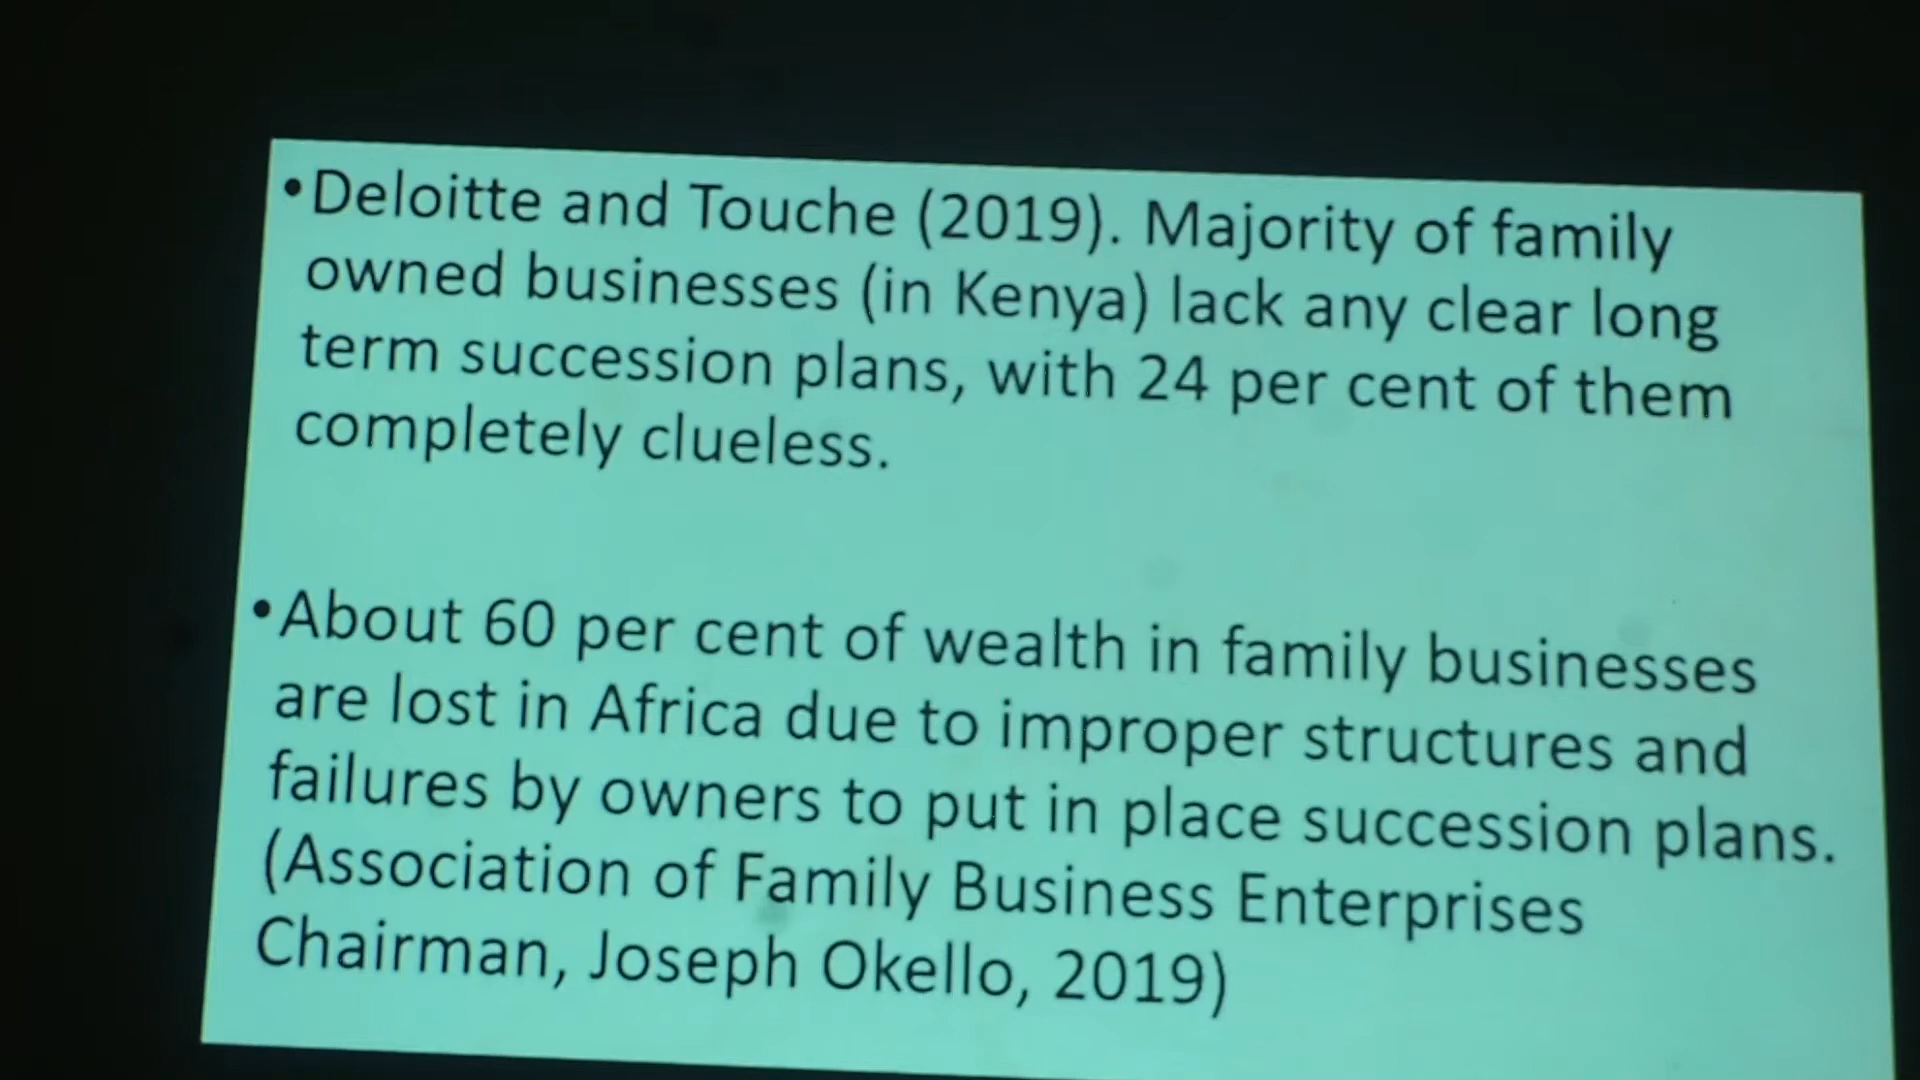 •Deloitte and Touche (2019). Majority of family
owned businesses (in Kenya) lack any clear long
term succession plans, with 24 per cent of them
completely clueless.
•About 60 per cent of wealth in family businesses
are lost in Africa due to improper structures and
failures by owners to put in place succession plans.
(Association of Family Business Enterprises
Chairman, Joseph Okello, 2019)